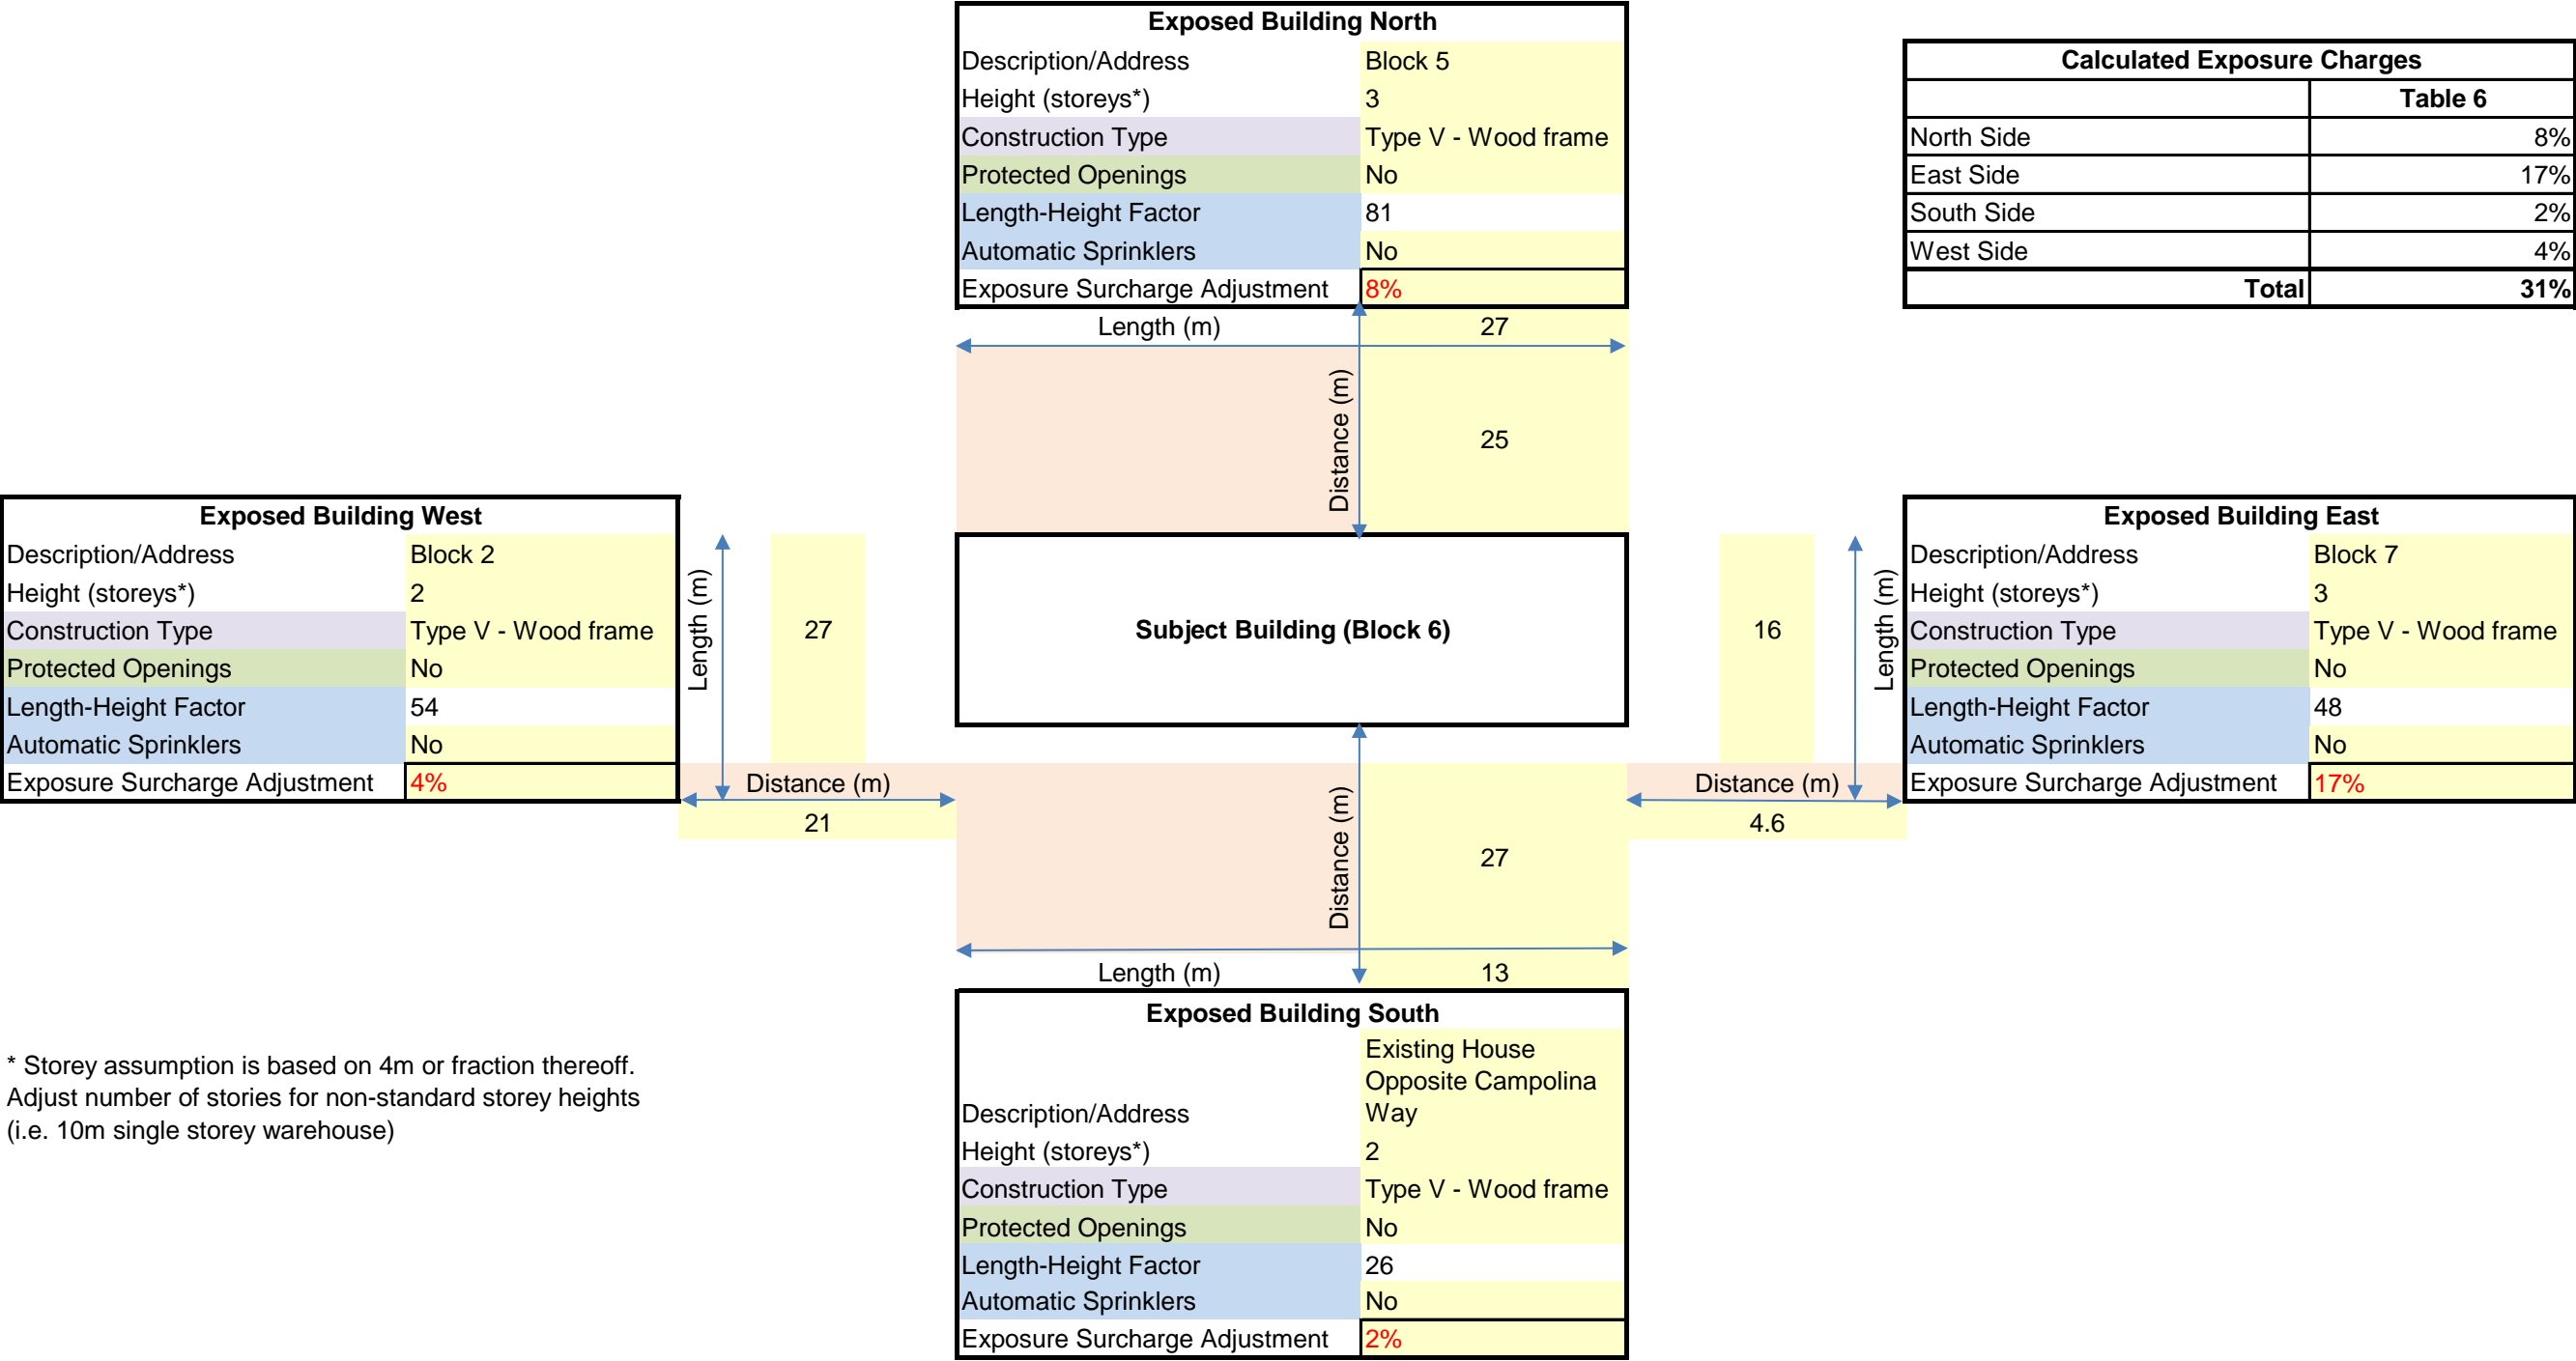 Exposed Building North
Description/Address Block 5
Height (storeys*) 3
Construction Type Type V - Wood frame
Protected Openings No
Length-Height Factor 81
Automatic Sprinklers No
Exposure Surcharge Adjustment 8%
Calculated Exposure Charges
Table 6
North Side 8%
East Side 17%
South Side 2%
West Side 4%
Total 31%
Length (m) 27
Distance (m)
25
Exposed Building West
Description/Address Block 2
Height (storeys*) 2
Construction Type Type V - Wood frame
Protected Openings No
Length-Height Factor 54
Automatic Sprinklers No
Exposure Surcharge Adjustment 4%
Length (m)
27
Distance (m)
21
Subject Building (Block 6)
16
Length (m)
Distance (m)
4.6
Exposed Building East
Description/Address Block 7
Height (storeys*) 3
Construction Type Type V - Wood frame
Protected Openings No
Length-Height Factor 48
Automatic Sprinklers No
Exposure Surcharge Adjustment 17%
Distance (m)
27
Length (m) 13
Exposed Building South
Existing House
Opposite Campolina
Description/Address Way
Height (storeys*) 2
Construction Type Type V - Wood frame
Protected Openings No
Length-Height Factor 26
Automatic Sprinklers No
Exposure Surcharge Adjustment 2%
* Storey assumption is based on 4m or fraction thereoff.
Adjust number of stories for non-standard storey heights
(i.e. 10m single storey warehouse)